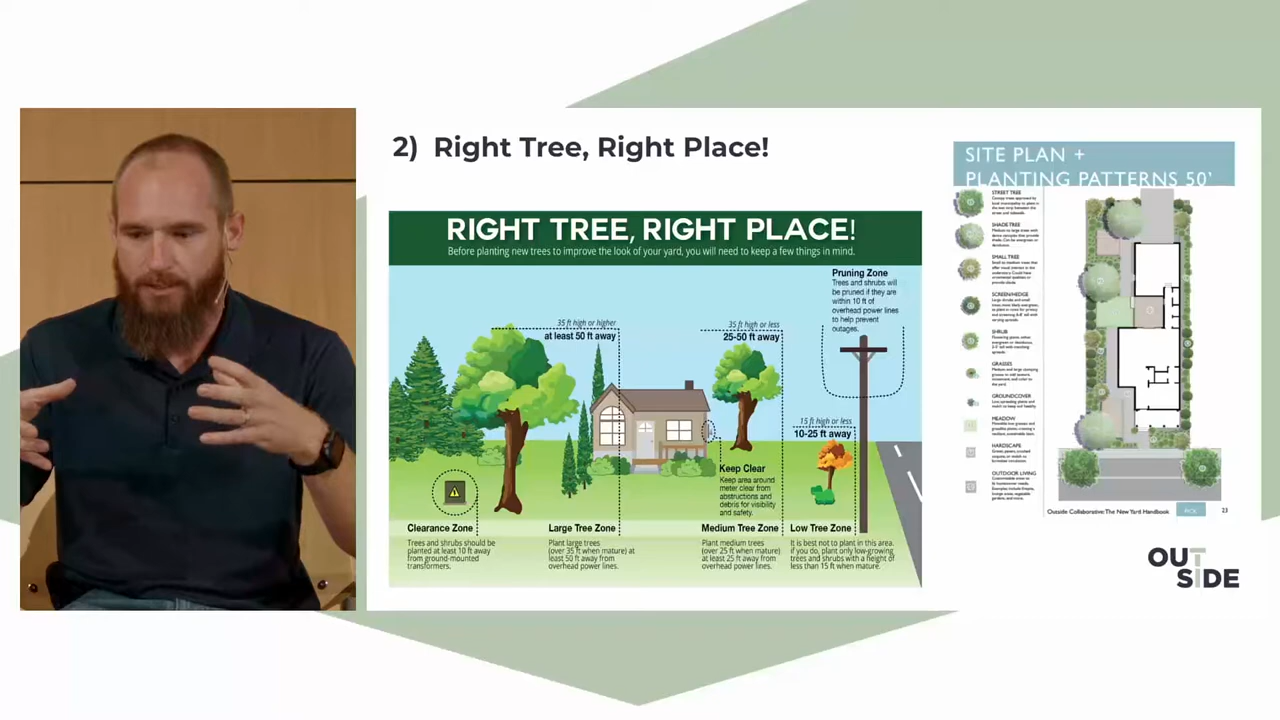 2) Right Tree, Right Place!
RIGHT TREE, RIGHT PLACE!
Before planting new trees to improve the look of your yard, you will need to keep a few things in mind.
Pruning Zone
Trees and shrubs will
be pruned if they are
within 10 ft of
overhead power lines
to help prevent
outages.
35 ft high or higher
at least 50 ft away
35 ft high or less
25-50 ft away
15 ft high or less
10-25 ft away
Keep Clear
Keep area around
meter clear from
abstructions and
debris for visibility
and safety.
Clearance Zone
Trees and shrubs should be
planted at least 10 ft away
from ground-mounted
transformers.
Large Tree Zone
Plant large trees
(over 35 ft when mature) at
least 50 ft away from
overhead power lines.
Medium Tree Zone
Plant medium trees
(over 25 ft when mature)
at least 25 ft away from
overhead power lines.
Low Tree Zone
It is best not to plant in this area.
if you do, plant only low-growing
trees and shrubs with a height of
less than 15 ft when mature.
SITE PLAN +
PLANTING PATTERNS 50'
STREET TREE
SHADE TREE
SMALL TREE
SCREEN/HEDGE
SHRUB
GRASSES
GROUNDCOVER
MEADOW
HARDSCAPE
OUTDOOR LIVING
Outside Collaborative: The New Yard Handbook
23
OUT
SIDE